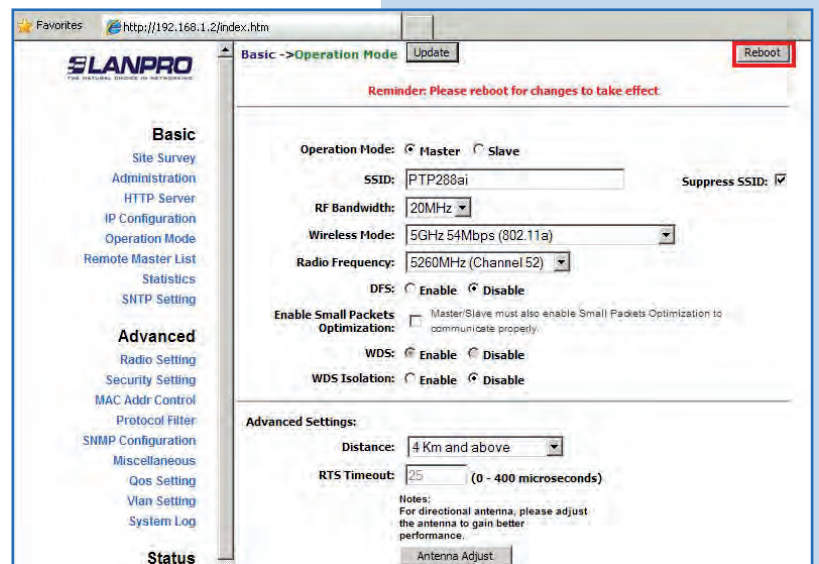 Favorites http://192.168.1.2/index.htm
LANPRO
THE NATURAL CHOICE IN NETWORKING
Basic
Site Survey
Administration
HTTP Server
IP Configuration
Operation Mode
Remote Master List
Statistics
SNTP Setting
Advanced
Radio Setting
Security Setting
MAC Addr Control
Protocol Filter
SNMP Configuration
Miscellaneous
Qos Setting
Vlan Setting
System Log
Status
Basic ->Operation Mode Update Reboot
Reminder: Please reboot for changes to take effect
Operation Mode: Master Slave
SSID: PTP288ai Suppress SSID:
RF Bandwidth: 20MHz
Wireless Mode: 5GHz 54Mbps (802.11a)
Radio Frequency: 5260MHz (Channel 52)
DFS: Enable Disable
Enable Small Packets Optimization: Master/Slave must also enable Small Packets Optimization to
communicate properly.
WDS: Enable Disable
WDS Isolation: Enable Disable
Advanced Settings:
Distance: 4 Km and above
RTS Timeout: 25 (0 - 400 microseconds)
Notes:
For directional antenna, please adjust
the antenna to gain better
performance.
Antenna Adjust